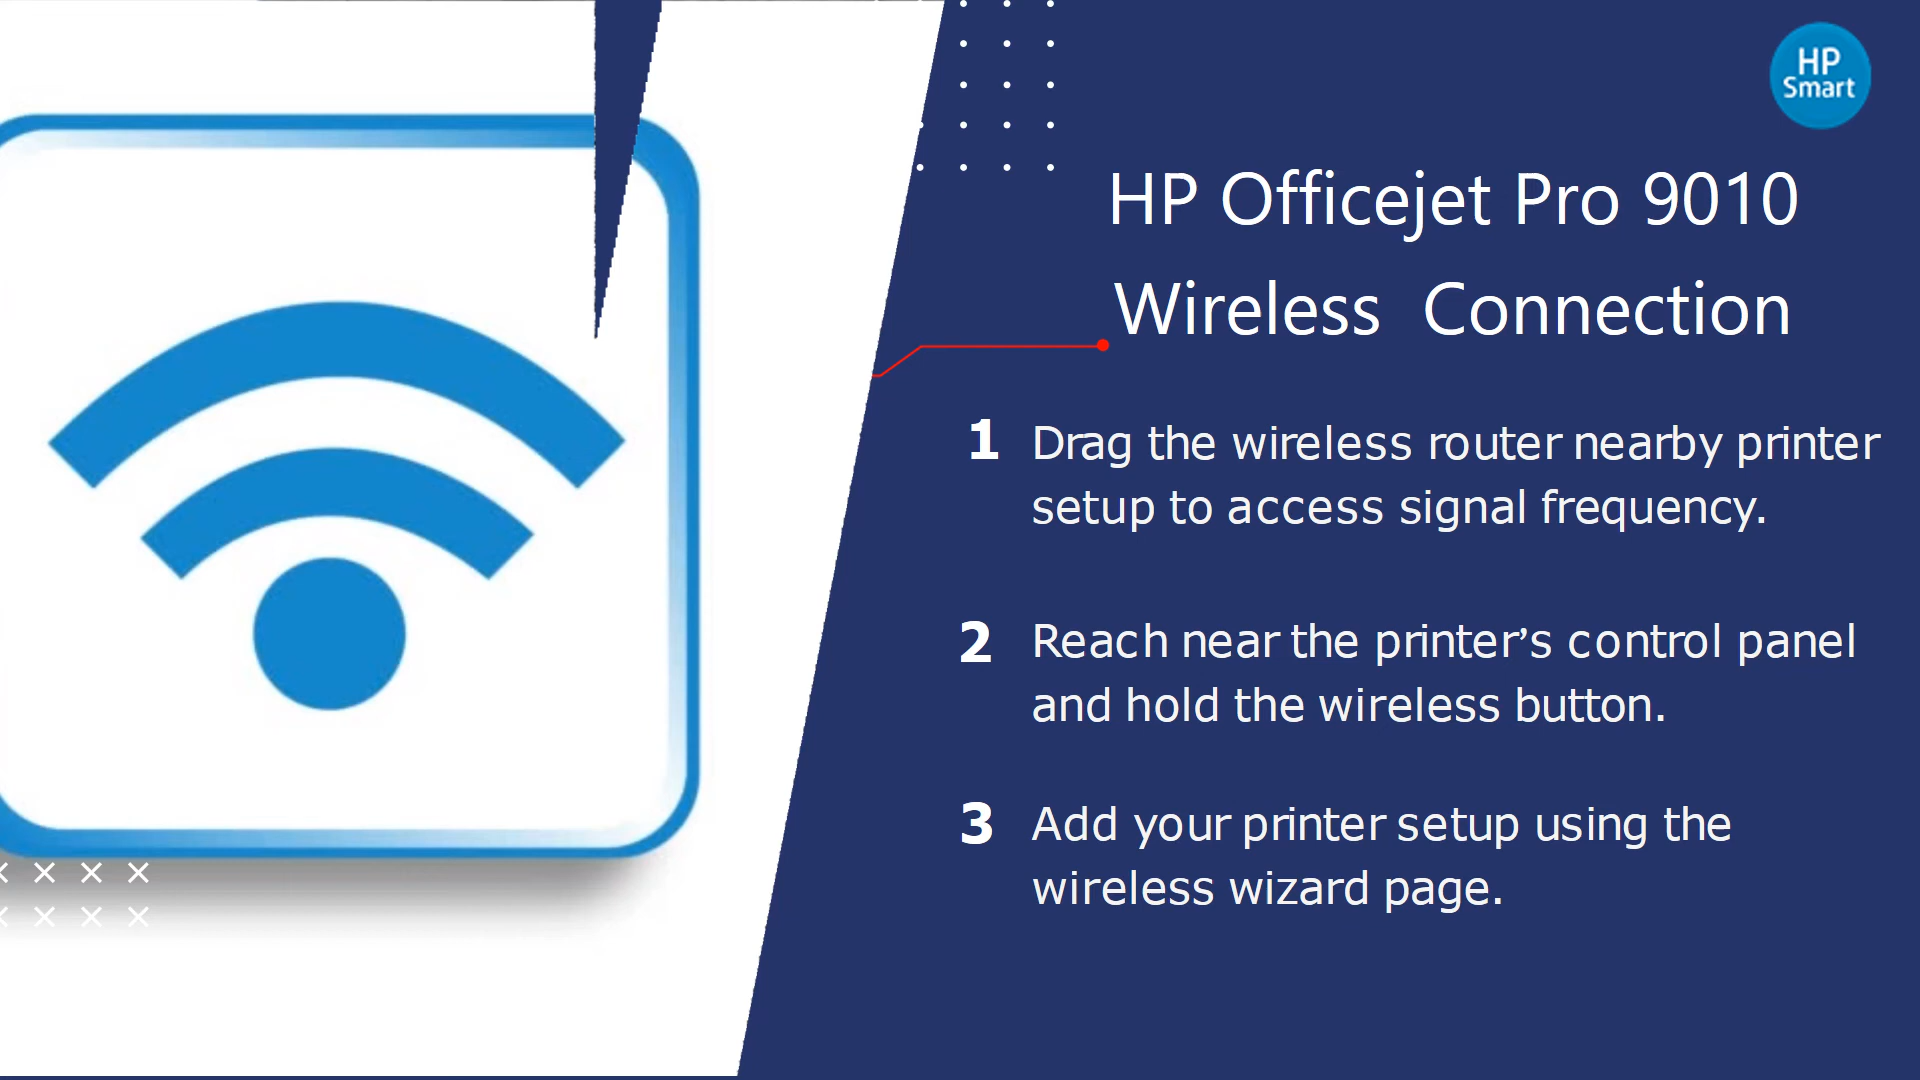 HP
Smart
HP Officejet Pro 9010
Wireless Connection
1 Drag the wireless router nearby printer
setup to access signal frequency.
2 Reach near the printer’s control panel
and hold the wireless button.
3 Add your printer setup using the
wireless wizard page.